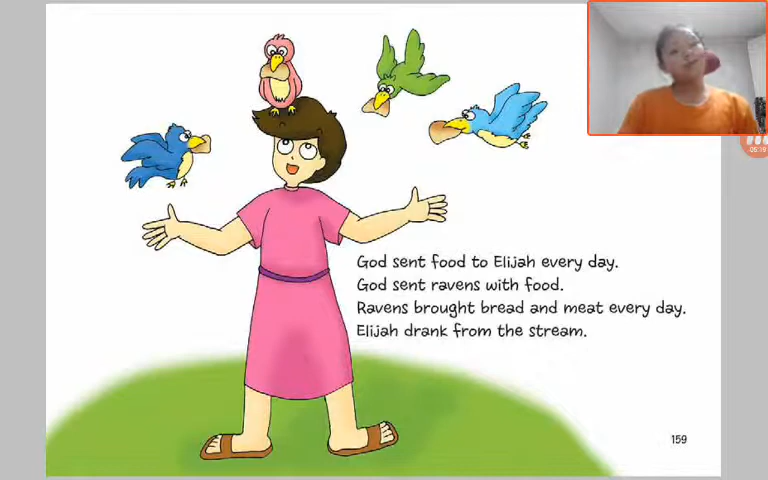 God sent food to Elijah every day.
God sent ravens with food.
Ravens brought bread and meat every day.
Elijah drank from the stream.
159